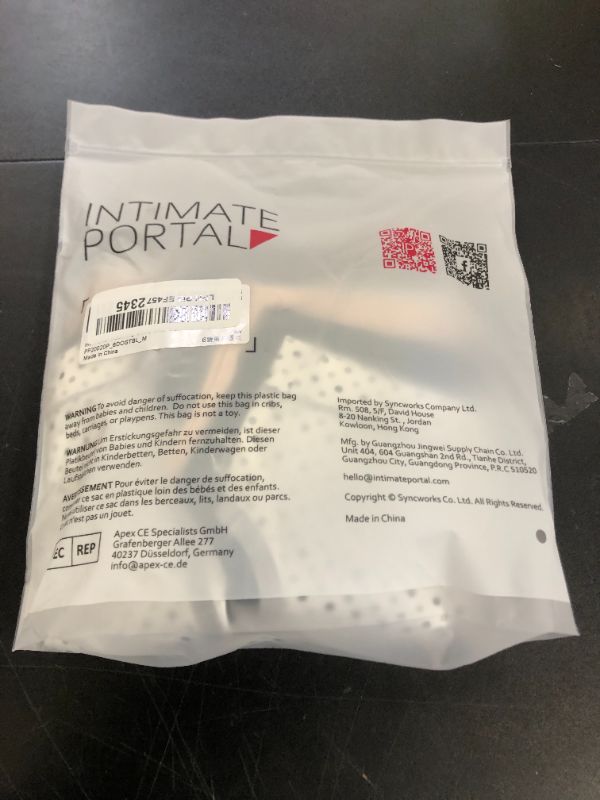 INTIMATE
PORTAL
2345
PP20020P_BDCSTBL_M
Made in China
WARNING To avoid danger of suffocation, keep this plastic bag
away from babies and children. Do not use this bag in cribs,
beds, carriages, or playpens. This bag is not a toy.
WARNUNG um Erstickungsgefahr zu vermeiden, ist dieser
Platikbeutel von Babies und Kindern fernzuhalten. Diesen
Beutel nicht in Kinderbetten, Betten, Kinderwagen oder
Laufställen verwenden.
AVERTISSEMENT Pour éviter le danger de suffocation,
ce sac en plastique loin des bébés et des enfants.
utiliser ce sac dans les berceaux, lits, landaux ou parcs.
n'est pas un jouet.
EC REP
Apex CE Specialists GmbH
Grafenberger Allee 277
40237 Düsseldorf, Germany
info@apex-ce.de
Imported by Syncworks Company Ltd.
Rm. 508, 5/F, David House
8-20 Nanking St. , Jordan
Kowloon, Hong Kong
Mfg. by Guangzhou Jingwei Supply Chain Co. Ltd.
Unit 404, 604 Guangshan 2nd Rd., Tianhe District,
Guangzhou City, Guangdong Province, P.R.C 510520
hello@intimateportal.com
Copyright © Syncworks Co. Ltd. All Rights Reserved.
Made in China